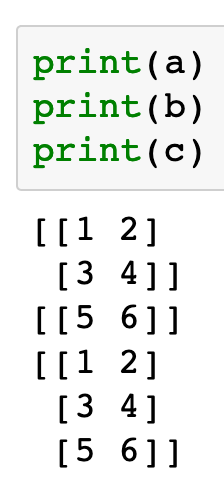 print(a)
print(b)
print(c)
[[1 2]
 [3 4]]
[[5 6]]
[[1 2]
 [3 4]
 [5 6]]